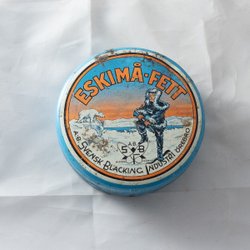 ESKIMÅ-FETT
A.B.
S B
A.B. SVENSK BLACKING INDUSTRI ÖREBRO